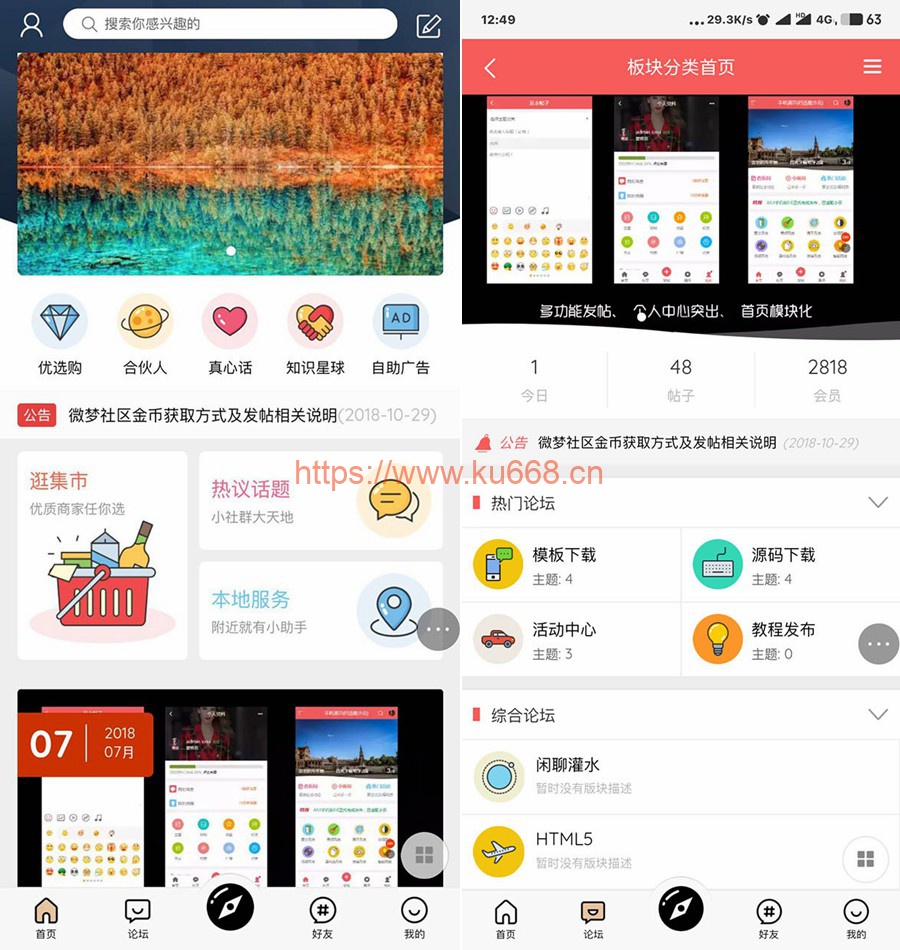 搜索你感兴趣的
优选购
合伙人
真心话
知识星球
AD
自助广告
公告 微梦社区金币获取方式及发帖相关说明(2018-10-29)
逛集市
优质商家任你选
热议话题
小社群大天地
本地服务
附近就有小助手
07
2018
07月
首页
论坛
好友
我的
https://www.ku668.cn
12:49
29.3K/s
HD
4G
63
板块分类首页
个人资料
多功能发帖、
个人中心突出、
首页模块化
1
48
2818
今日
帖子
会员
公告 微梦社区金币获取方式及发帖相关说明 (2018-10-29)
热门论坛
模板下载
主题: 4
源码下载
主题: 4
活动中心
主题: 3
教程发布
主题: 0
综合论坛
闲聊灌水
暂时没有版块描述
HTML5
暂时没有版块描述
首页
论坛
好友
我的